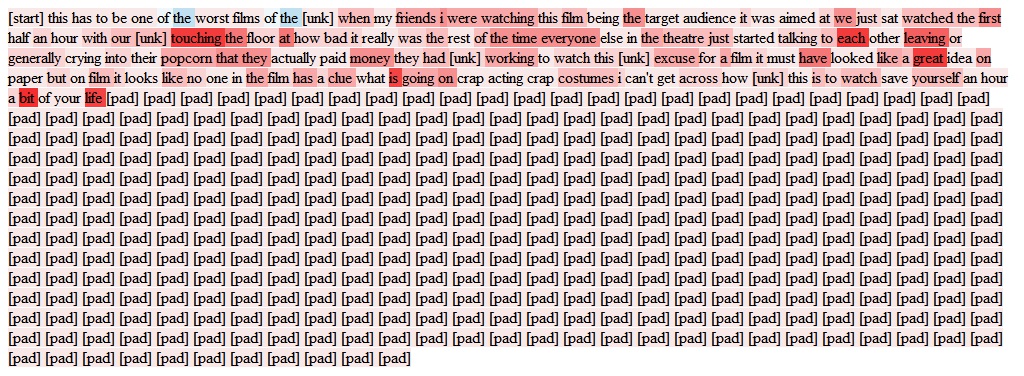 [start] this has to be one of the worst films of the [unk] when my friends i were watching this film being the target audience it was aimed at we just sat watched the first
half an hour with our [unk] touching the floor at how bad it really was the rest of the time everyone else in the theatre just started talking to each other leaving or
generally crying into their popcorn that they actually paid money they had [unk] working to watch this [unk] excuse for a film it must have looked like a great idea on
paper but on film it looks like no one in the film has a clue what is going on crap acting crap costumes i can't get across how [unk] this is to watch save yourself an hour
a bit of your life [pad] [pad] [pad] [pad] [pad] [pad] [pad] [pad] [pad] [pad] [pad] [pad] [pad] [pad] [pad] [pad] [pad] [pad] [pad] [pad] [pad] [pad] [pad] [pad]
[pad] [pad] [pad] [pad] [pad] [pad] [pad] [pad] [pad] [pad] [pad] [pad] [pad] [pad] [pad] [pad] [pad] [pad] [pad] [pad] [pad] [pad] [pad] [pad] [pad] [pad] [pad]
[pad] [pad] [pad] [pad] [pad] [pad] [pad] [pad] [pad] [pad] [pad] [pad] [pad] [pad] [pad] [pad] [pad] [pad] [pad] [pad] [pad] [pad] [pad] [pad] [pad] [pad] [pad]
[pad] [pad] [pad] [pad] [pad] [pad] [pad] [pad] [pad] [pad] [pad] [pad] [pad] [pad] [pad] [pad] [pad] [pad] [pad] [pad] [pad] [pad] [pad] [pad] [pad] [pad] [pad]
[pad] [pad] [pad] [pad] [pad] [pad] [pad] [pad] [pad] [pad] [pad] [pad] [pad] [pad] [pad] [pad] [pad] [pad] [pad] [pad] [pad] [pad] [pad] [pad] [pad] [pad] [pad]
[pad] [pad] [pad] [pad] [pad] [pad] [pad] [pad] [pad] [pad] [pad] [pad] [pad] [pad] [pad] [pad] [pad] [pad] [pad] [pad] [pad] [pad] [pad] [pad] [pad] [pad] [pad]
[pad] [pad] [pad] [pad] [pad] [pad] [pad] [pad] [pad] [pad] [pad] [pad] [pad] [pad] [pad] [pad] [pad] [pad] [pad] [pad] [pad] [pad] [pad] [pad] [pad] [pad] [pad]
[pad] [pad] [pad] [pad] [pad] [pad] [pad] [pad] [pad] [pad] [pad] [pad] [pad] [pad] [pad] [pad] [pad] [pad] [pad] [pad] [pad] [pad] [pad] [pad] [pad] [pad] [pad]
[pad] [pad] [pad] [pad] [pad] [pad] [pad] [pad] [pad] [pad] [pad] [pad] [pad] [pad] [pad] [pad] [pad] [pad] [pad] [pad] [pad] [pad] [pad] [pad] [pad] [pad] [pad]
[pad] [pad] [pad] [pad] [pad] [pad] [pad] [pad] [pad] [pad] [pad] [pad] [pad] [pad] [pad] [pad] [pad] [pad] [pad] [pad] [pad] [pad] [pad] [pad] [pad] [pad] [pad]
[pad] [pad] [pad] [pad] [pad] [pad] [pad] [pad] [pad] [pad] [pad] [pad] [pad] [pad] [pad] [pad] [pad] [pad] [pad] [pad] [pad] [pad] [pad] [pad] [pad] [pad] [pad]
[pad] [pad] [pad] [pad] [pad] [pad] [pad] [pad] [pad] [pad] [pad] [pad] [pad] [pad] [pad] [pad] [pad] [pad] [pad] [pad] [pad] [pad] [pad] [pad] [pad] [pad] [pad]
[pad] [pad] [pad] [pad] [pad] [pad] [pad] [pad] [pad] [pad] [pad] [pad] [pad] [pad] [pad] [pad] [pad] [pad] [pad] [pad] [pad] [pad] [pad] [pad] [pad] [pad] [pad]
[pad] [pad] [pad] [pad] [pad] [pad] [pad] [pad] [pad] [pad] [pad]